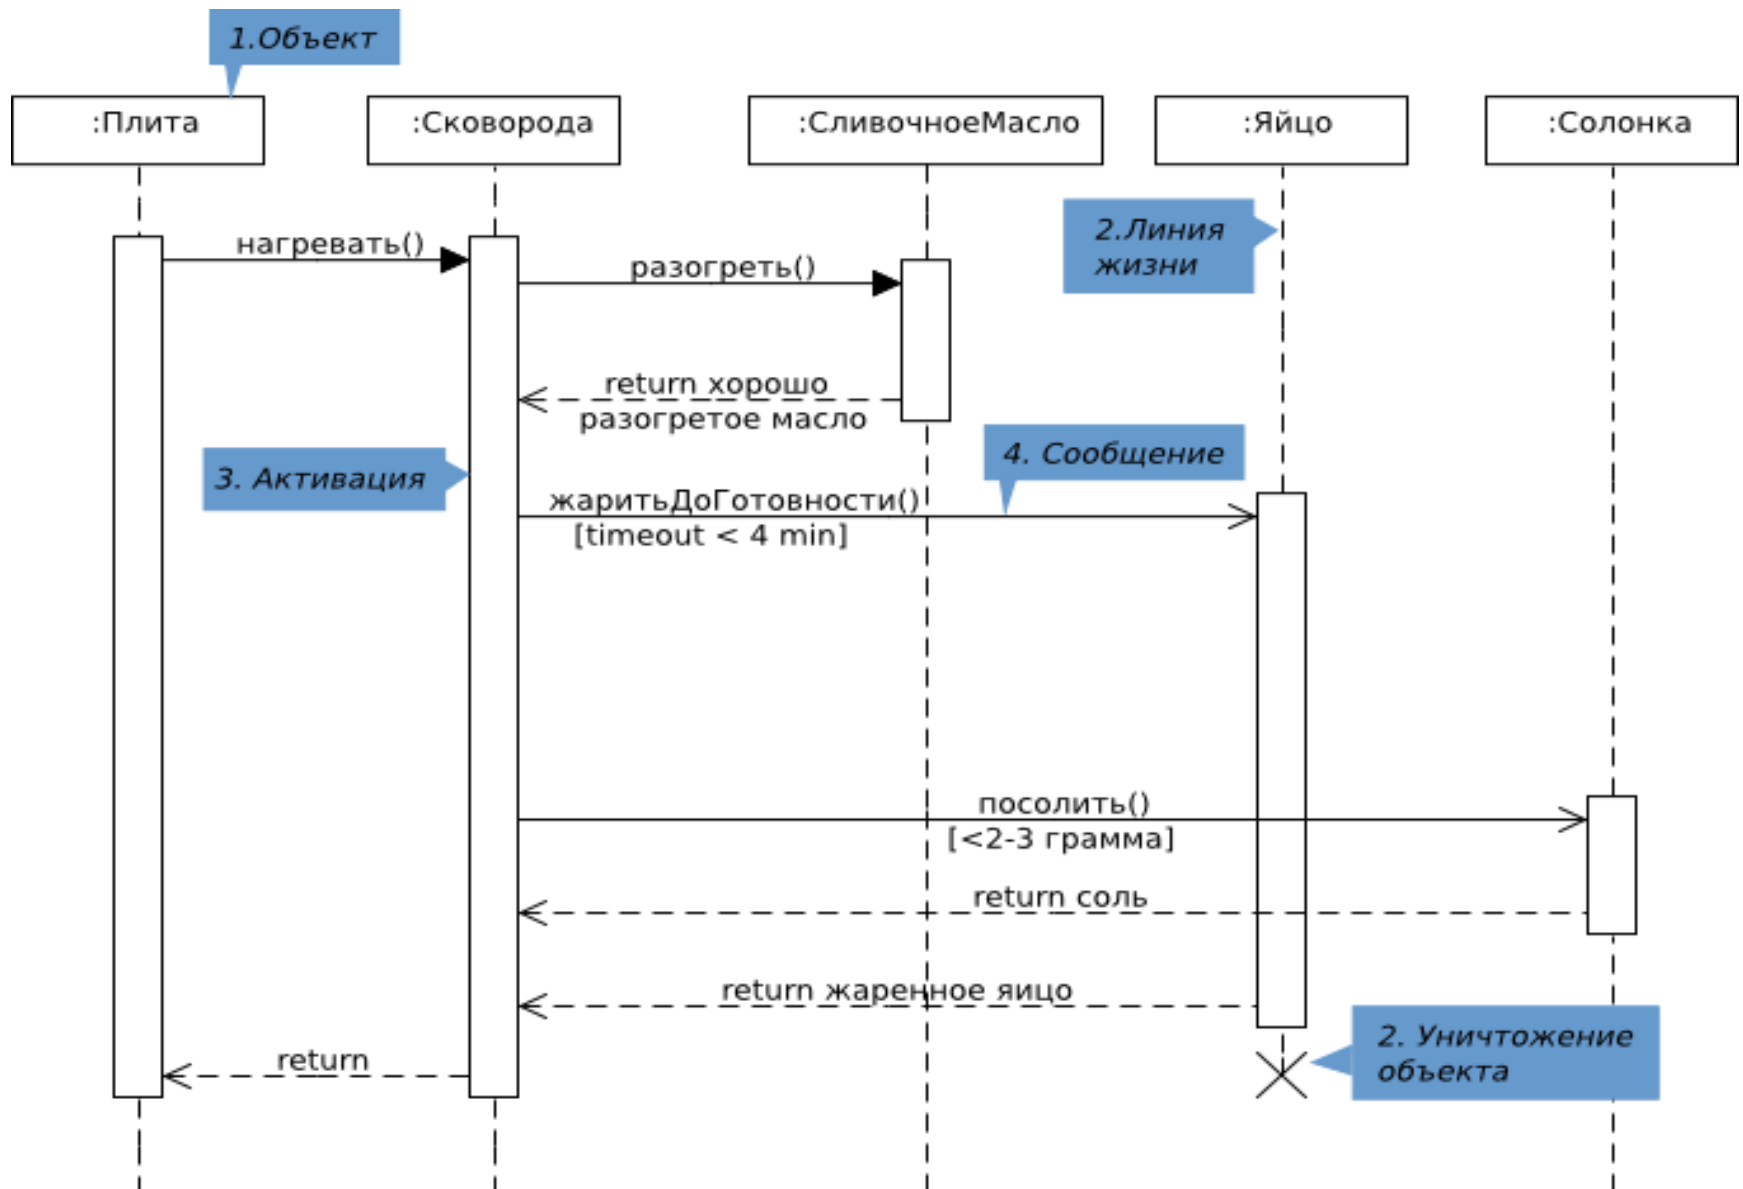 1.Объект
:Плита
:Сковорода
:СливочноеМасло
:Яйцо
:Солонка
2.Линия
жизни
нагревать()
разогреть()
return хорошо
разогретое масло
3. Активация
4. Сообщение
жаритьДоГотовности()
[timeout < 4 min]
посолить()
[<2-3 грамма]
return соль
return жаренное яицо
2. Уничтожение
объекта
return